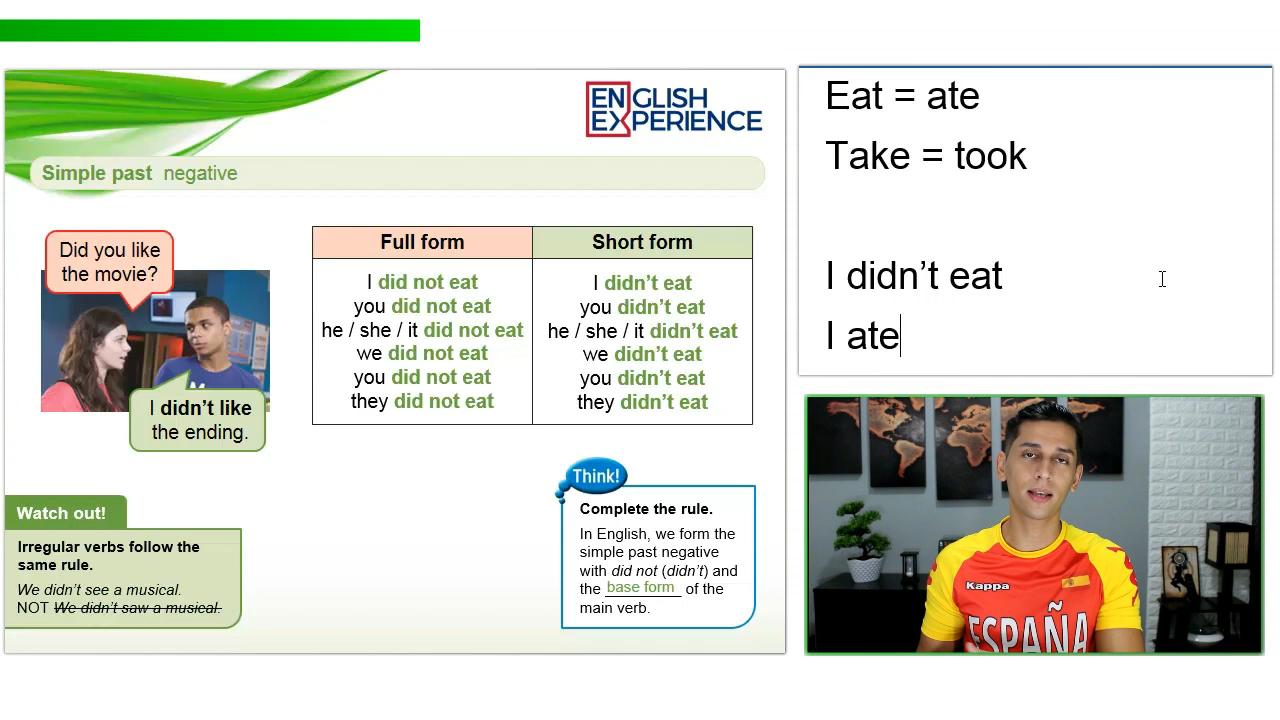 ENGLISH
EXPERIENCE
Simple past negative
Did you like
the movie?
I didn't like
the ending.
Full form
I did not eat
you did not eat
he / she / it did not eat
we did not eat
you did not eat
they did not eat
Short form
I didn't eat
you didn't eat
he / she / it didn't eat
we didn't eat
you didn't eat
they didn't eat
Watch out!
Irregular verbs follow the
same rule.
We didn't see a musical.
NOT We didn't saw a musical.
Think!
Complete the rule.
In English, we form the
simple past negative
with did not (didn't) and
the base form of the
main verb.
Eat = ate
Take = took
I didn't eat
I ate
Kappa
ESPAÑA